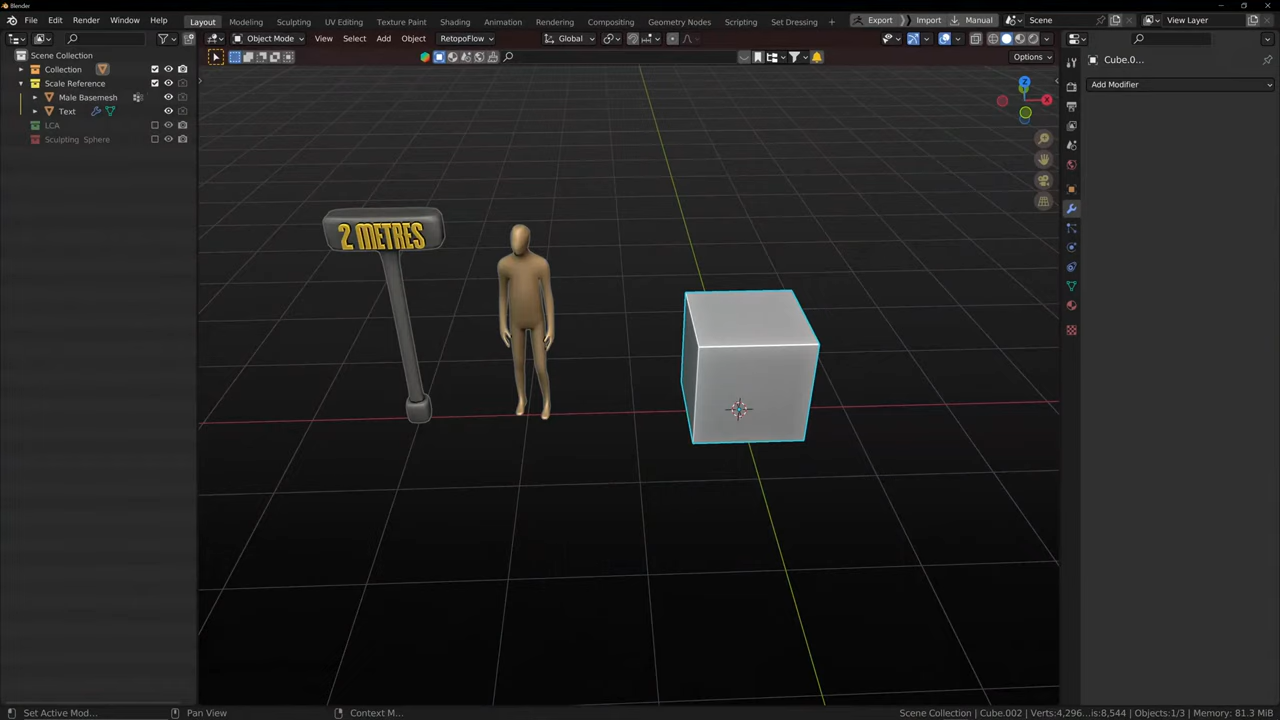 Blender
File Edit Render Window Help Layout Modeling Sculpting UV Editing Texture Paint Shading Animation Rendering Compositing Geometry Nodes Scripting Set Dressing + Export Import Manual Scene View Layer
Object Mode View Select Add Object RetopoFlow Global
Options
Scene Collection
Collection
Scale Reference
Male Basemesh
Text
LCA
Sculpting Sphere
Cube.0...
Add Modifier
2 METRES
X
Y
Z
Set Active Mod... Pan View Context M... Scene Collection | Cube.002 | Verts:4,296...is:8,544 | Objects:1/3 | Memory: 81.3 MiB